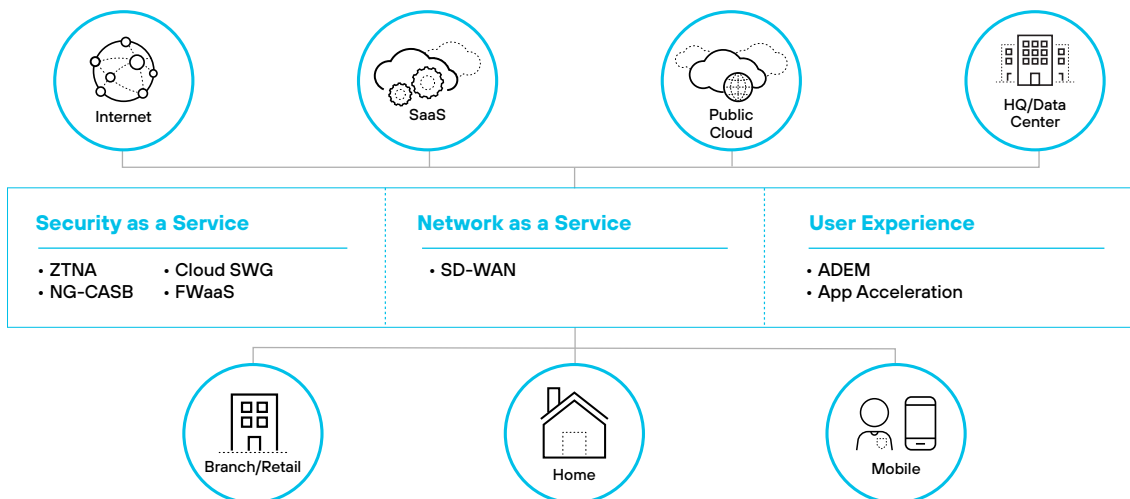 Internet
SaaS
Public
Cloud
HQ/Data
Center
Security as a Service
• ZTNA
• NG-CASB
• Cloud SWG
• FWaaS
Network as a Service
• SD-WAN
User Experience
• ADEM
• App Acceleration
Branch/Retail
Home
Mobile